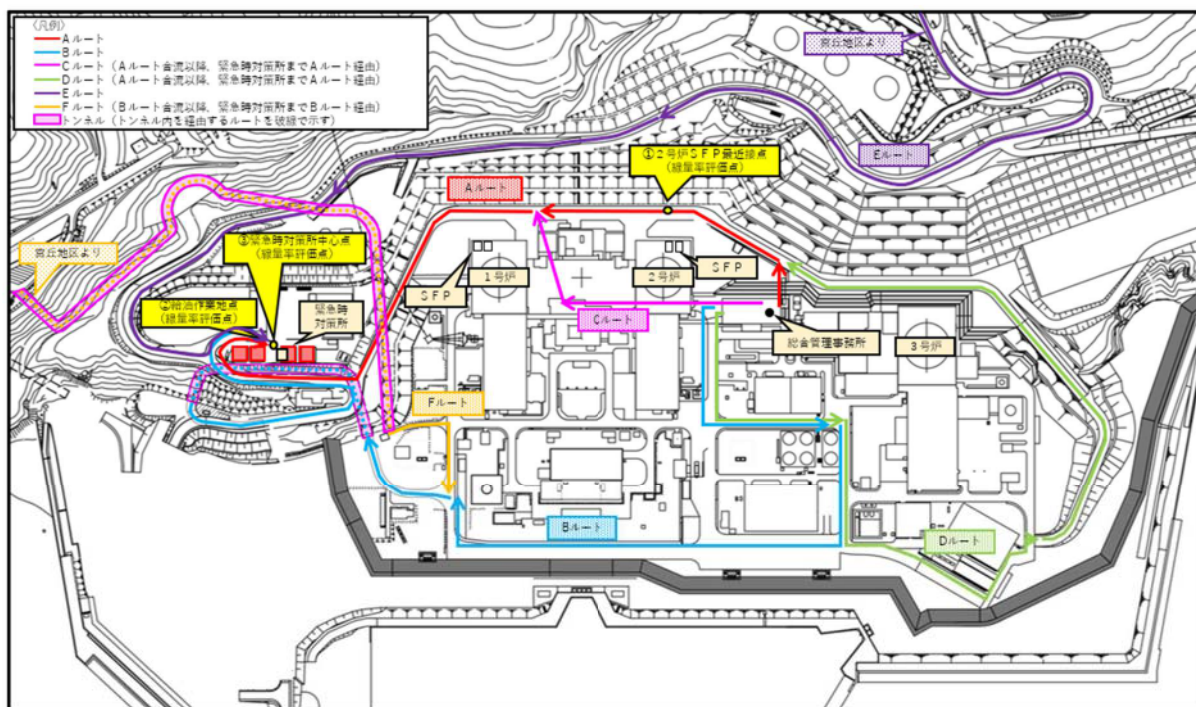 〈凡例〉
Aルート
Bルート
Cルート（Aルート合流以降、緊急時対策所までAルート経由）
Dルート（Aルート合流以降、緊急時対策所までAルート経由）
Eルート
Fルート（Bルート合流以降、緊急時対策所までBルート経由）
トンネル（トンネル内を経由するルートを破線で示す）
宮丘地区より
Eルート
①2号炉SFP最近接点
（線量率評価点）
Aルート
宮丘地区より
③緊急時対策所中心点
（線量率評価点）
②給油作業地点
（線量率評価点）
緊急時
対策所
SFP
1号炉
2号炉
SFP
Cルート
総合管理事務所
3号炉
Fルート
Bルート
Dルート